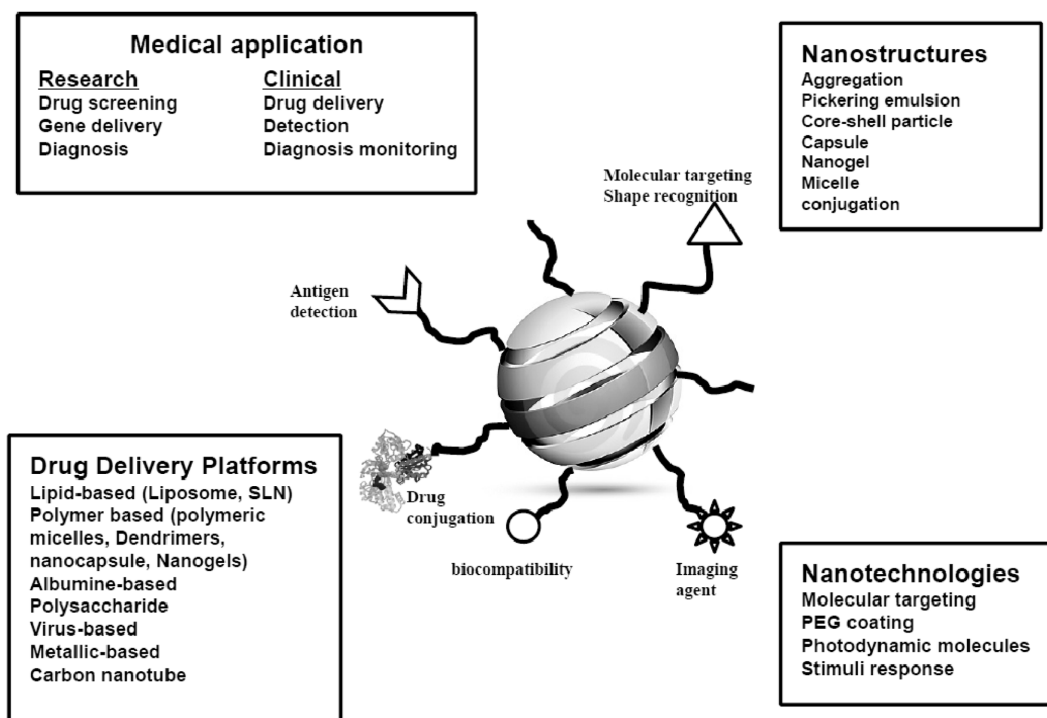 Medical application
Research
Drug screening
Gene delivery
Diagnosis
Clinical
Drug delivery
Detection
Diagnosis monitoring
Nanostructures
Aggregation
Pickering emulsion
Core-shell particle
Capsule
Nanogel
Micelle
conjugation
Molecular targeting
Shape recognition
Antigen
detection
Drug
conjugation
biocompatibility
Imaging
agent
Drug Delivery Platforms
Lipid-based (Liposome, SLN)
Polymer based (polymeric
micelles, Dendrimers,
nanocapsule, Nanogels)
Albumine-based
Polysaccharide
Virus-based
Metallic-based
Carbon nanotube
Nanotechnologies
Molecular targeting
PEG coating
Photodynamic molecules
Stimuli response